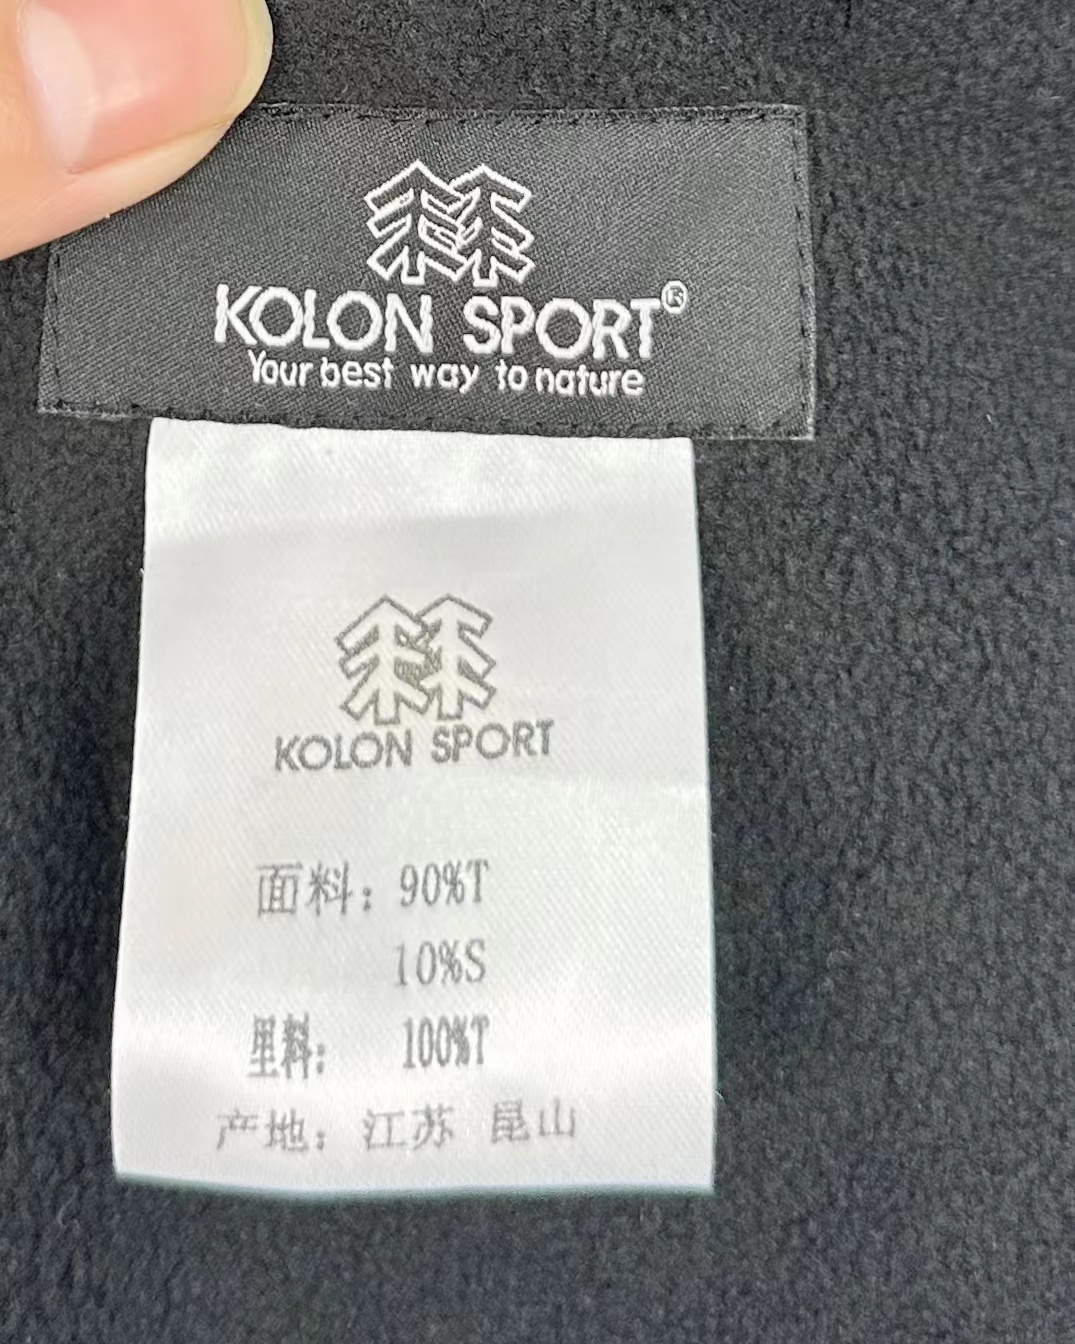 KOLON SPORT®
Your best way to nature
KOLON SPORT
面料：90%T
10%S
里料： 100%T
产地：江苏 昆山